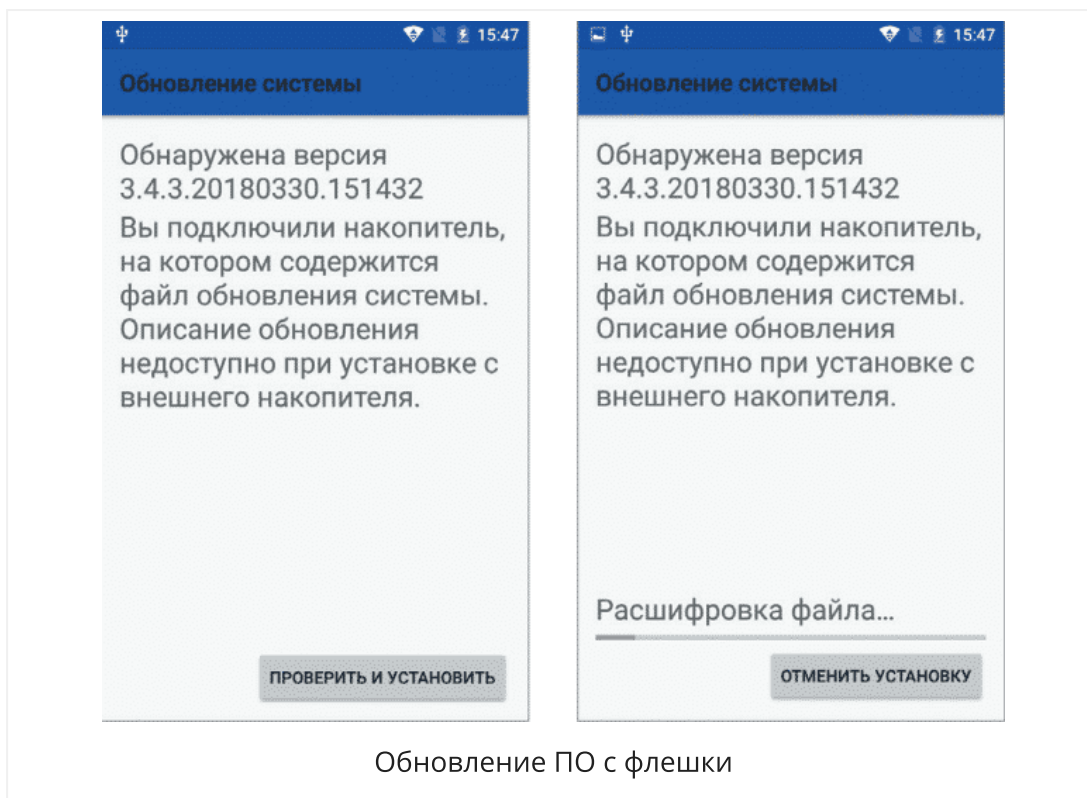 15:47
Обновление системы
Обнаружена версия
3.4.3.20180330.151432
Вы подключили накопитель,
на котором содержится
файл обновления системы.
Описание обновления
недоступно при установке с
внешнего накопителя.
ПРОВЕРИТЬ И УСТАНОВИТЬ
15:47
Обновление системы
Обнаружена версия
3.4.3.20180330.151432
Вы подключили накопитель,
на котором содержится
файл обновления системы.
Описание обновления
недоступно при установке с
внешнего накопителя.
Расшифровка файла...
ОТМЕНИТЬ УСТАНОВКУ
Обновление ПО с флешки